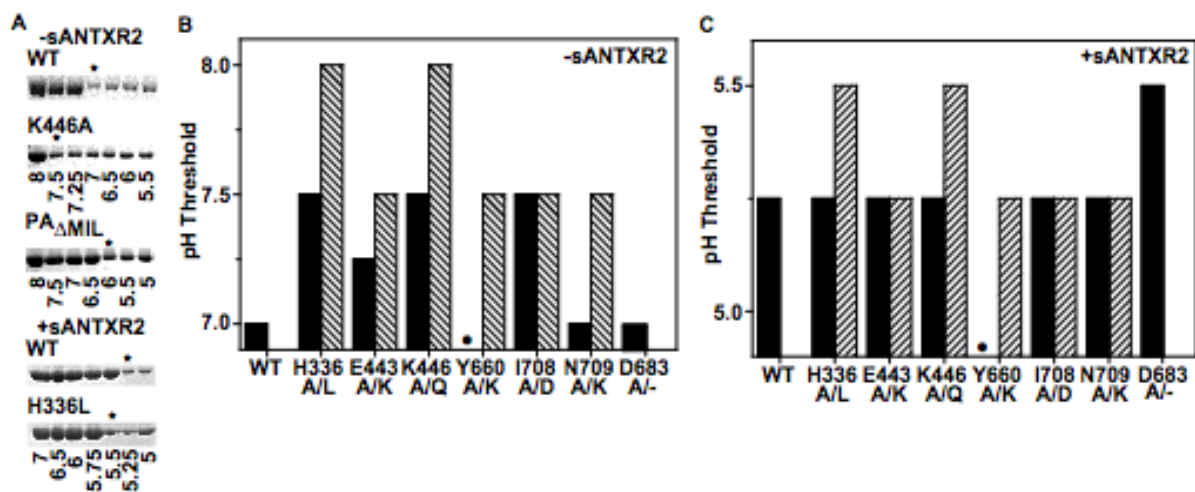 A
-sANTXR2
WT
*
K446A
*
8 7.5 7.25 7 6.5 6 5.5
PAΔMIL
*
8 7.5 7 6.5 6 5.5 5
+sANTXR2
WT
*
H336L
*
7 6.5 6 5.75 5.5 5.25 5
B
-sANTXR2
pH Threshold
8.0
7.5
7.0
•
WT H336 E443 K446 Y660 I708 N709 D683
A/L A/K A/Q A/K A/D A/K A/-
C
+sANTXR2
pH Threshold
5.5
5.0
•
WT H336 E443 K446 Y660 I708 N709 D683
A/L A/K A/Q A/K A/D A/K A/-